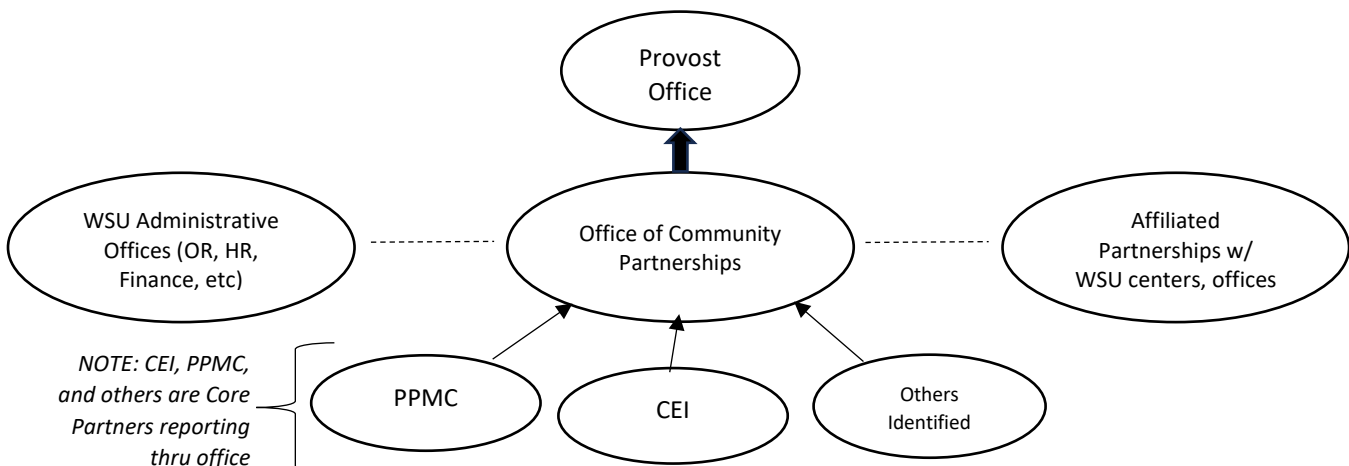 Provost
Office
WSU Administrative
Offices (OR, HR,
Finance, etc)
Office of Community
Partnerships
Affiliated
Partnerships w/
WSU centers, offices
NOTE: CEI, PPMC,
and others are Core
Partners reporting
thru office
PPMC
CEI
Others
Identified